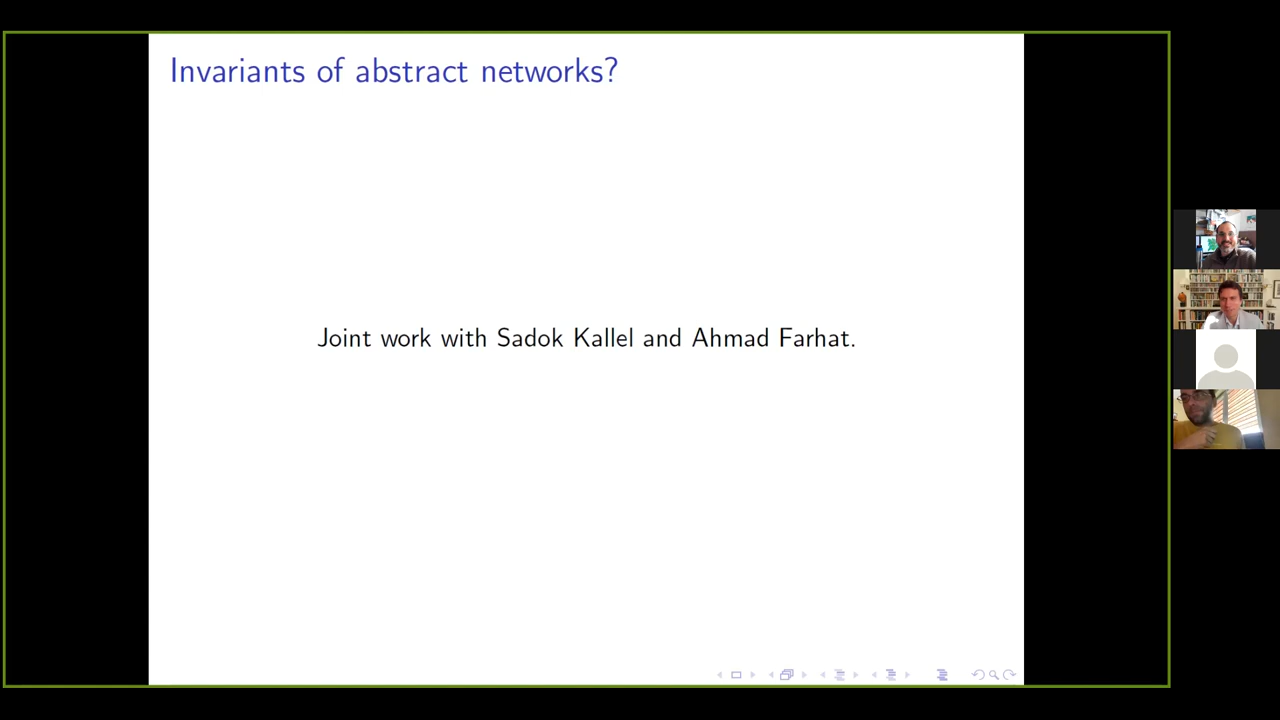 Invariants of abstract networks?
Joint work with Sadok Kallel and Ahmad Farhat.